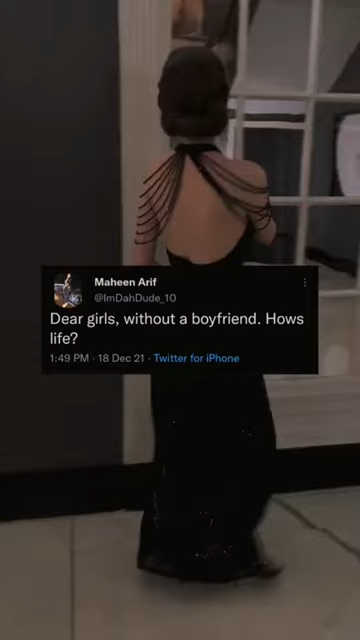 Maheen Arif
@ImDahDude_10
Dear girls, without a boyfriend. Hows
life?
1:49 PM · 18 Dec 21 · Twitter for iPhone